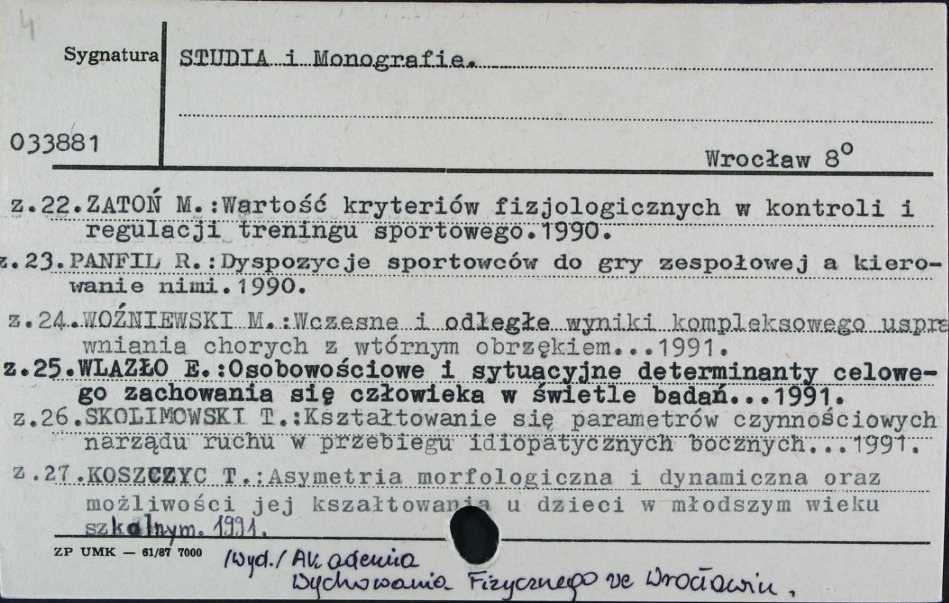 4
Sygnatura STUDIA i Monografie.
033881
Wrocław 8°
z.22.ZATOŃ M.:Wartość kryteriów fizjologicznych w kontroli i
regulacji treningu sportowego.1990.
z.23.PANFIL R.:Dyspozycje sportowców do gry zespołowej a kiero-
wanie nimi.1990.
z.24.WOŹNIEWSKI M.:Wczesne i odległe wyniki kompleksowego uspra
wniania chorych z wtórnym obrzękiem...1991.
z.25.WLAZŁO E.:Osobowościowe i sytuacyjne determinanty celowe-
go zachowania się człowieka w świetle badań...1991.
z.26.SKOLIMOWSKI T.:Kształtowanie się parametrów czynnościowych
narządu ruchu w przebiegu idiopatycznych bocznych...1991.
z.27.KOSZCZYC T.:Asymetria morfologiczna i dynamiczna oraz
możliwości jej kszałtowania u dzieci w młodszym wieku
szkolnym. 1991.
ZP UMK — 61/87 7000
/Wyd./ Akademia
Wychowania Fizycznego we Wrocławiu.